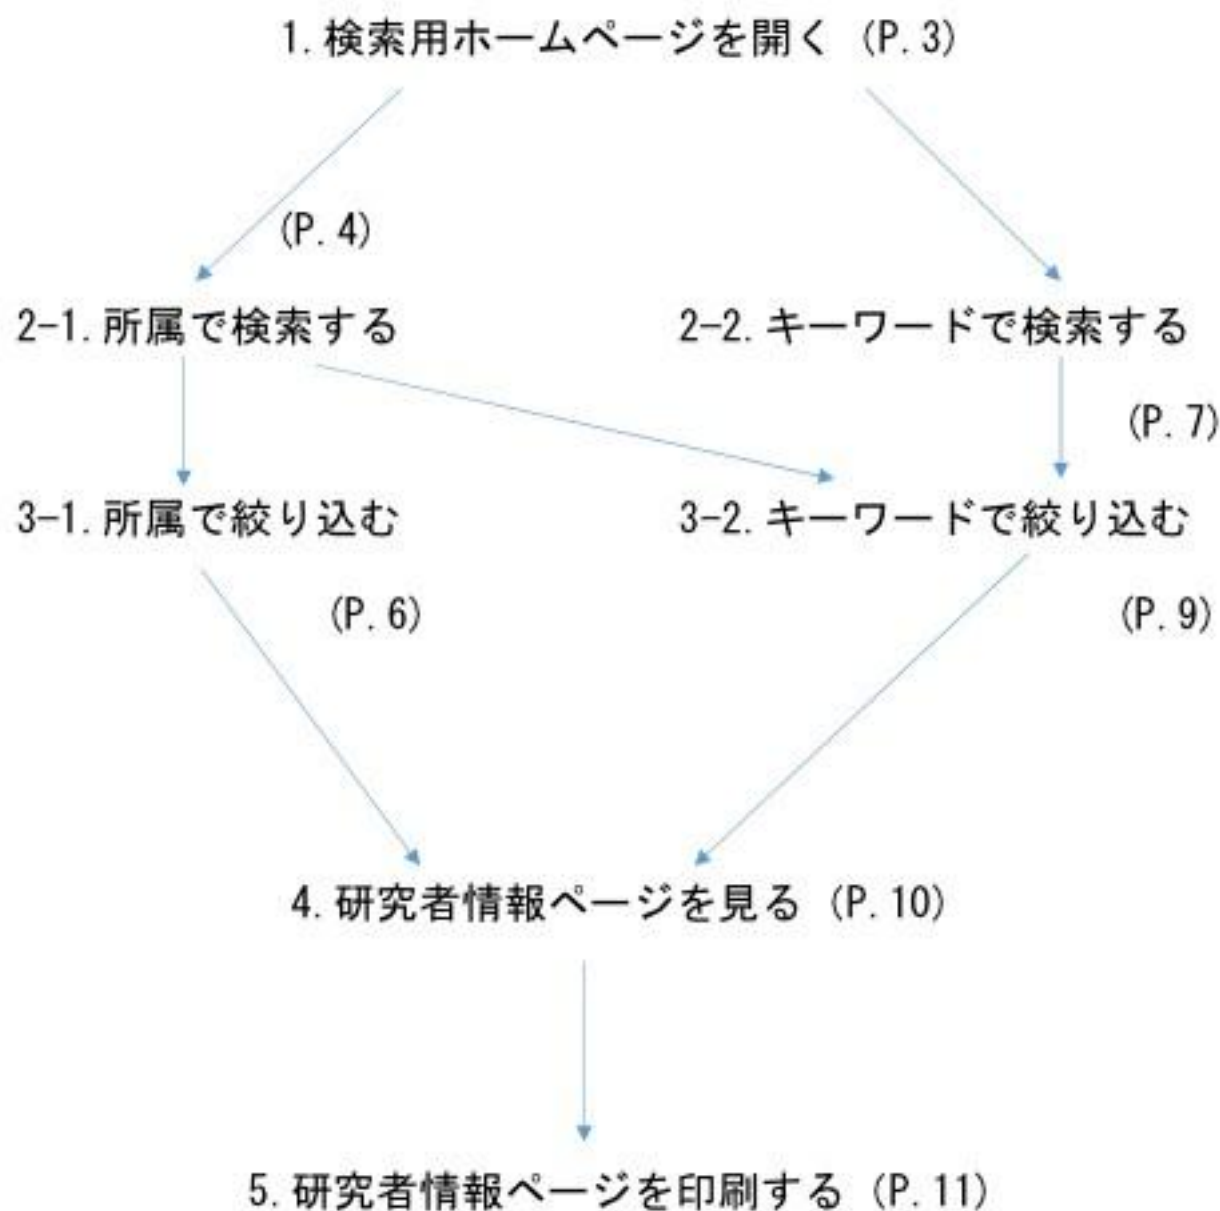 1.検索用ホームページを開く (P.3)
(P.4)
2-1.所属で検索する
2-2.キーワードで検索する
(P.7)
3-1.所属で絞り込む
3-2.キーワードで絞り込む
(P.6)
(P.9)
4.研究者情報ページを見る (P.10)
5.研究者情報ページを印刷する (P.11)